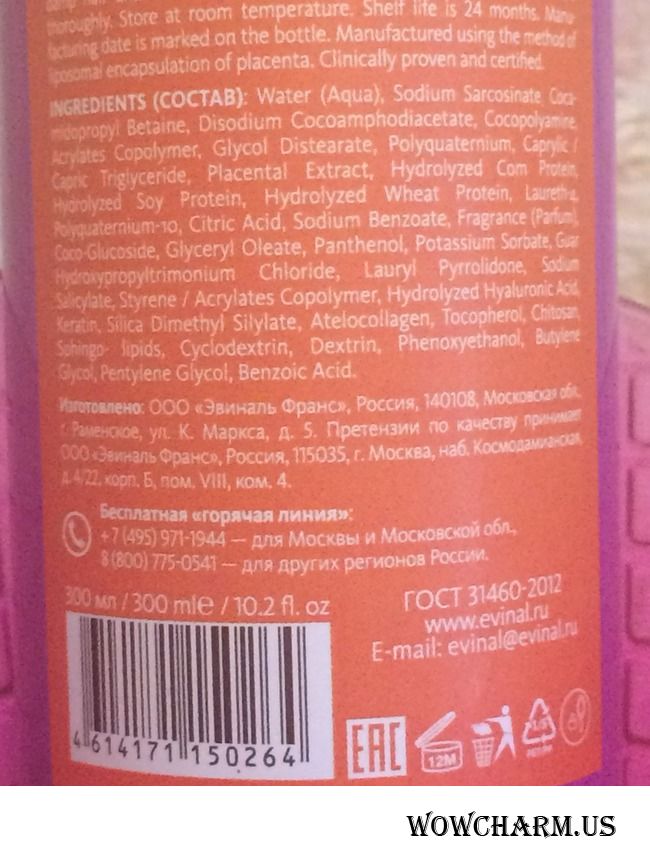 thoroughly. Store at room temperature. Shelf life is 24 months. Manu-
facturing date is marked on the bottle. Manufactured using the method of
liposomal encapsulation of placenta. Clinically proven and certified.
INGREDIENTS (СОСТАВ): Water (Aqua), Sodium Sarcosinate Coca-
midopropyl Betaine, Disodium Cocoamphodiacetate, Cocopolyamine,
Acrylates Copolymer, Glycol Distearate, Polyquaternium, Caprylic /
Capric Triglyceride, Placental Extract, Hydrolyzed Corn Protein,
Hydrolyzed Soy Protein, Hydrolyzed Wheat Protein, Laureth-2,
Polyquaternium-10, Citric Acid, Sodium Benzoate, Fragrance (Parfum),
Coco-Glucoside, Glyceryl Oleate, Panthenol, Potassium Sorbate, Guar
Hydroxypropyltrimonium Chloride, Lauryl Pyrrolidone, Sodium
Salicylate, Styrene / Acrylates Copolymer, Hydrolyzed Hyaluronic Acid,
Keratin, Silica Dimethyl Silylate, Atelocollagen, Tocopherol, Chitosan,
Sphingo- lipids, Cyclodextrin, Dextrin, Phenoxyethanol, Butylene
Glycol, Pentylene Glycol, Benzoic Acid.
Изготовлено: ООО «Эвиналь Франс», Россия, 140108, Московская обл.,
г. Раменское, ул. К. Маркса, д. 5. Претензии по качеству принимает
ООО «Эвиналь Франс», Россия, 115035, г. Москва, наб. Космодамианская,
д. 4/22, корп. Б, пом. VIII, ком. 4.
Бесплатная «горячая линия»:
+7 (495) 971-1944 — для Москвы и Московской обл.,
8 (800) 775-0541 — для других регионов России.
300 мл / 300 ml℮ / 10.2 fl. oz
ГОСТ 31460-2012
www.evinal.ru
E-mail: evinal@evinal.ru
4 614171 150264
EAC
12M
WOWCHARM.US